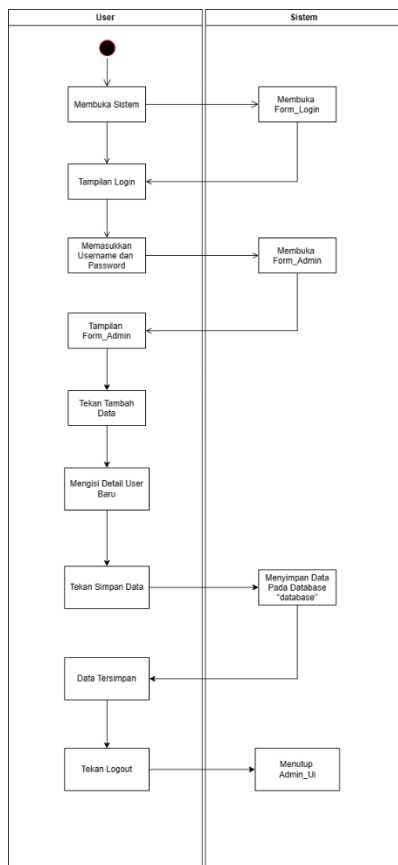 User
Sistem
Membuka Sistem
Membuka
Form_Login
Tampilan Login
Memasukkan
Username dan
Password
Membuka
Form_Admin
Tampilan
Form_Admin
Tekan Tambah
Data
Mengisi Detail User
Baru
Tekan Simpan Data
Menyimpan Data
Pada Database
"database"
Data Tersimpan
Tekan Logout
Menutup
Admin_Ui